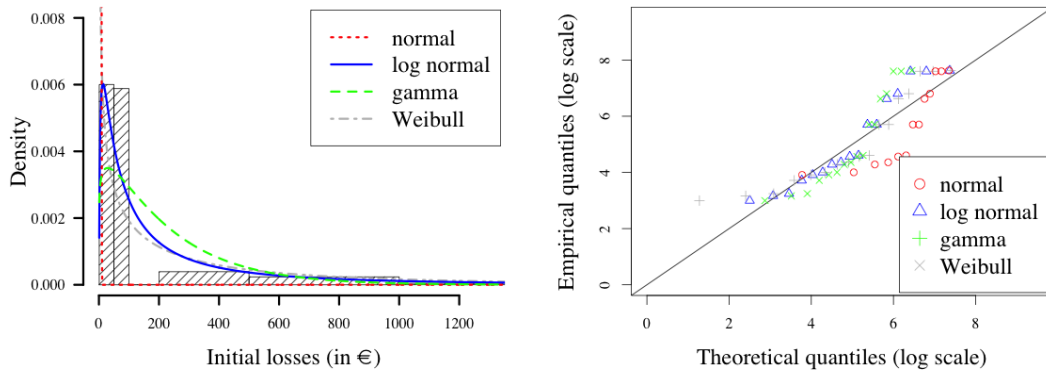 0.008
0.006
0.004
0.002
0.000
Density
0 200 400 600 800 1000 1200
Initial losses (in €)
normal
log normal
gamma
Weibull
8
6
4
2
0
Empirical quantiles (log scale)
0 2 4 6 8
Theoretical quantiles (log scale)
normal
log normal
gamma
Weibull